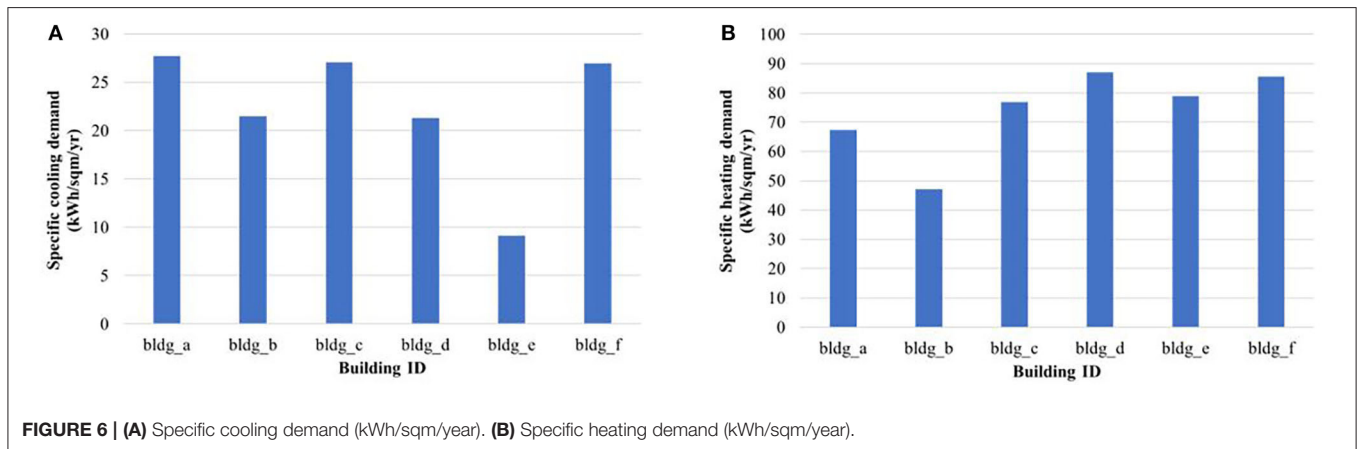 A
Specific cooling demand
(kWh/sqm/yr)
30
25
20
15
10
5
0
bldg_a bldg_b bldg_c bldg_d bldg_e bldg_f
Building ID
B
Specific heating demand
(kWh/sqm/yr)
100
90
80
70
60
50
40
30
20
10
0
bldg_a bldg_b bldg_c bldg_d bldg_e bldg_f
Building ID
FIGURE 6 | (A) Specific cooling demand (kWh/sqm/year). (B) Specific heating demand (kWh/sqm/year).